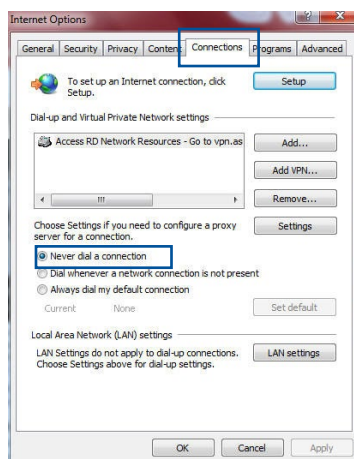 Internet Options
General Security Privacy Content Connections Programs Advanced
To set up an Internet connection, click
Setup.
Setup
Dial-up and Virtual Private Network settings
Access RD Network Resources - Go to vpn.as
Add...
Add VPN...
Remove...
Choose Settings if you need to configure a proxy
server for a connection.
Settings
Never dial a connection
Dial whenever a network connection is not present
Always dial my default connection
Current None
Set default
Local Area Network (LAN) settings
LAN Settings do not apply to dial-up connections.
Choose Settings above for dial-up settings.
LAN settings
OK Cancel Apply